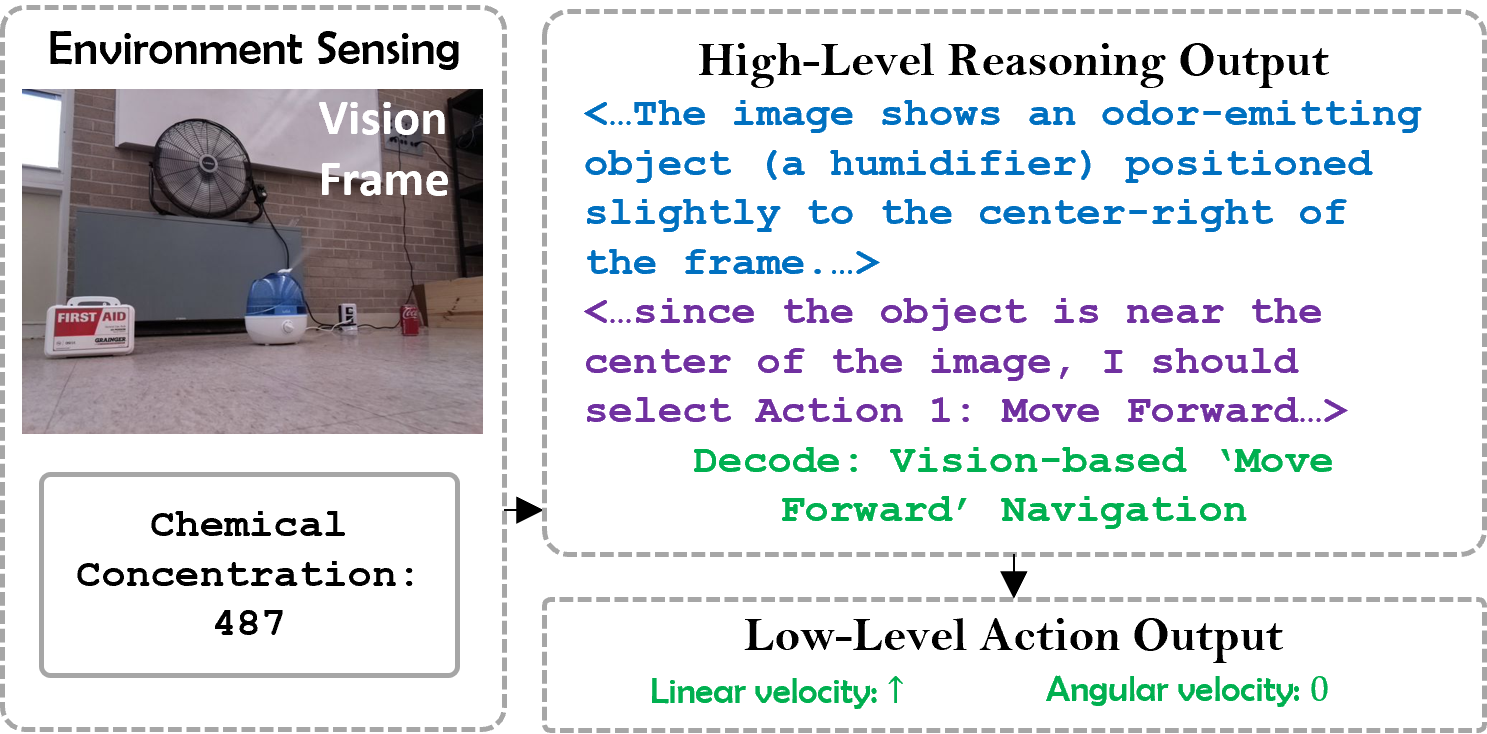 Environment Sensing
Vision
Frame
FIRST AID
GRAINGER
Chemical
Concentration:
487
High-Level Reasoning Output
<…The image shows an odor-emitting
object (a humidifier) positioned
slightly to the center-right of
the frame.…>
<…since the object is near the
center of the image, I should
select Action 1: Move Forward…>
Decode: Vision-based ‘Move
Forward’ Navigation
Low-Level Action Output
Linear velocity: ↑
Angular velocity: 0